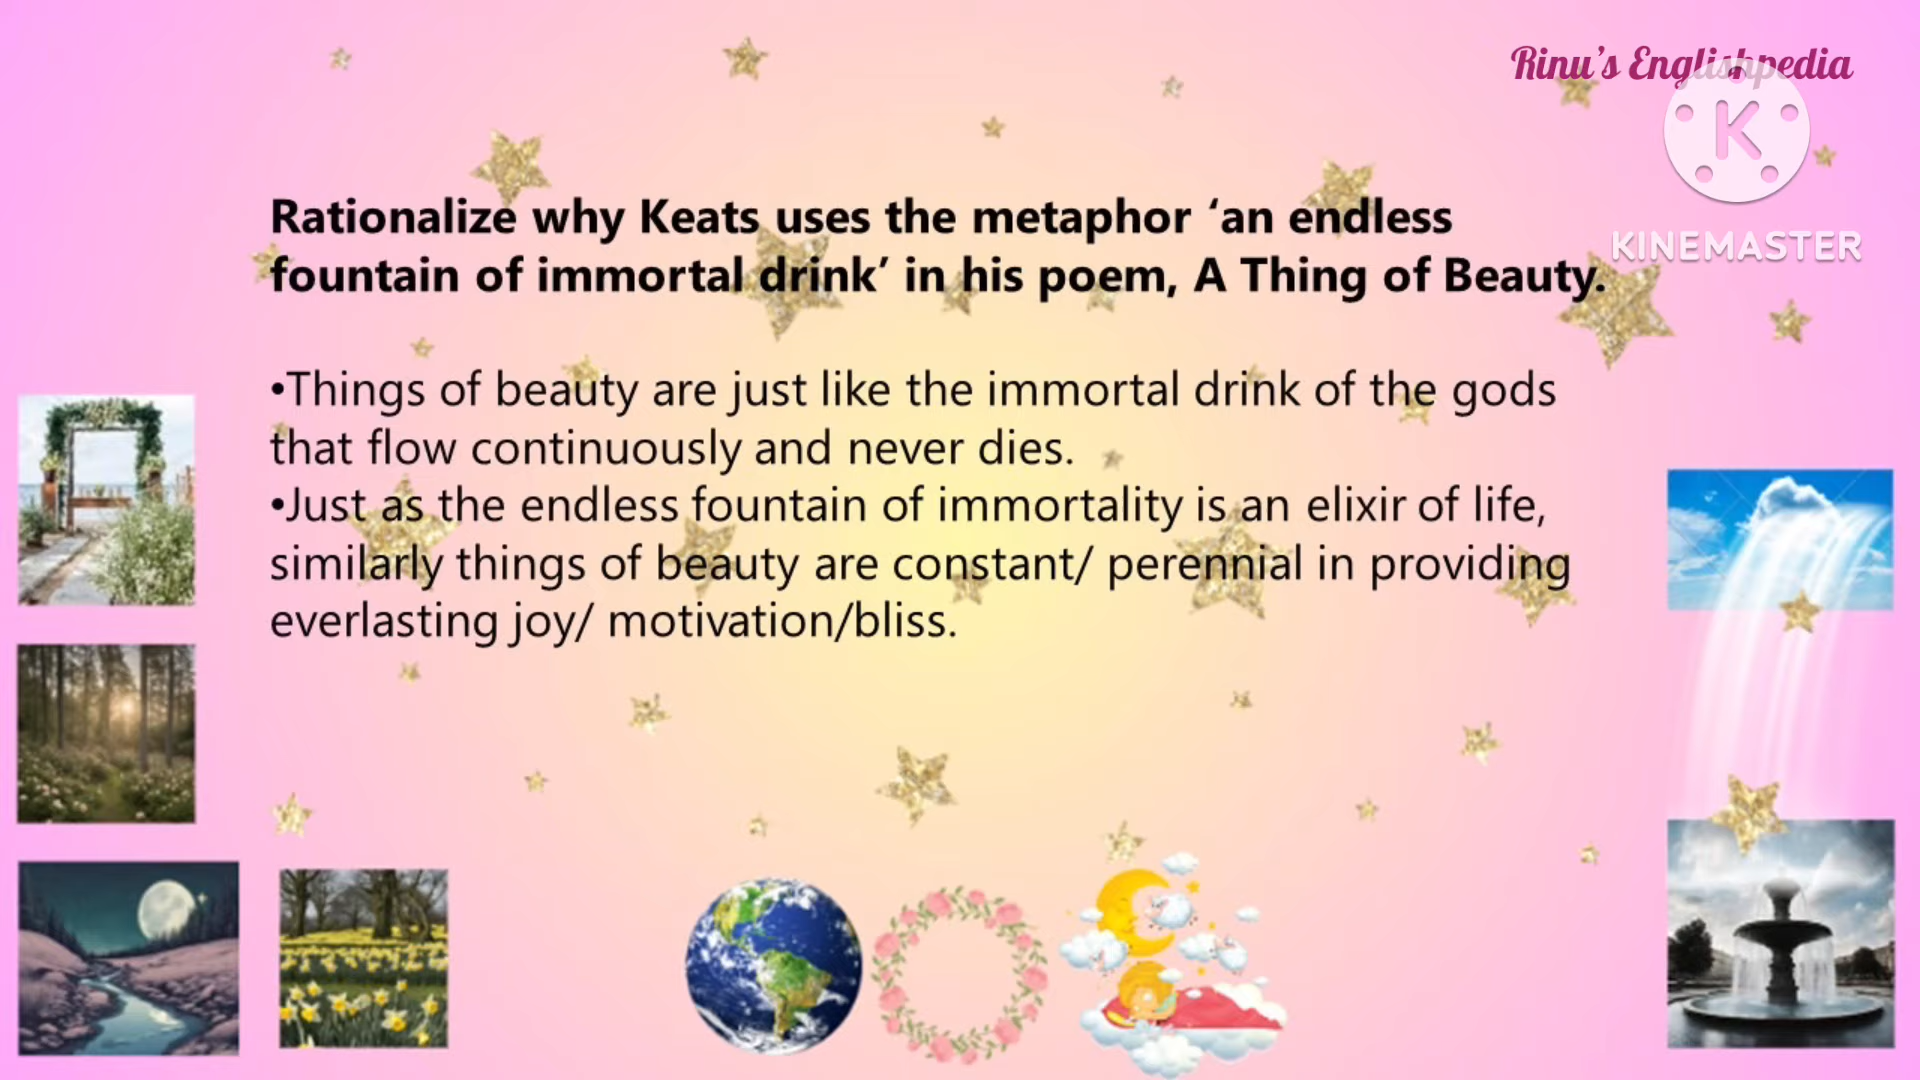 Rinu's Englishpedia
K
KINEMASTER
Rationalize why Keats uses the metaphor ‘an endless
fountain of immortal drink’ in his poem, A Thing of Beauty.
•Things of beauty are just like the immortal drink of the gods
that flow continuously and never dies.
•Just as the endless fountain of immortality is an elixir of life,
similarly things of beauty are constant/ perennial in providing
everlasting joy/ motivation/bliss.